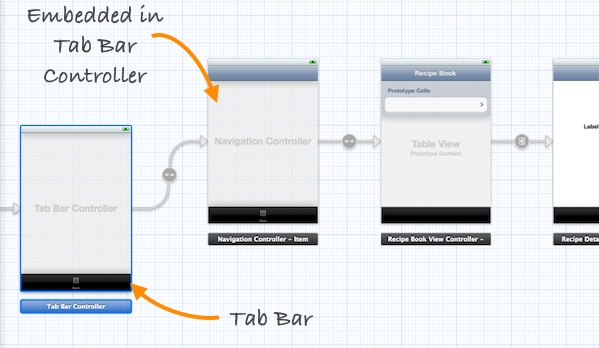 Embedded in
Tab Bar
Controller
Recipe Book
Prototype Cells
Navigation Controller
Table View
Prototype Content
Label
Tab Bar Controller
Item
Navigation Controller – Item
Recipe Book View Controller –
Recipe Deta
Tab Bar Controller
Tab Bar